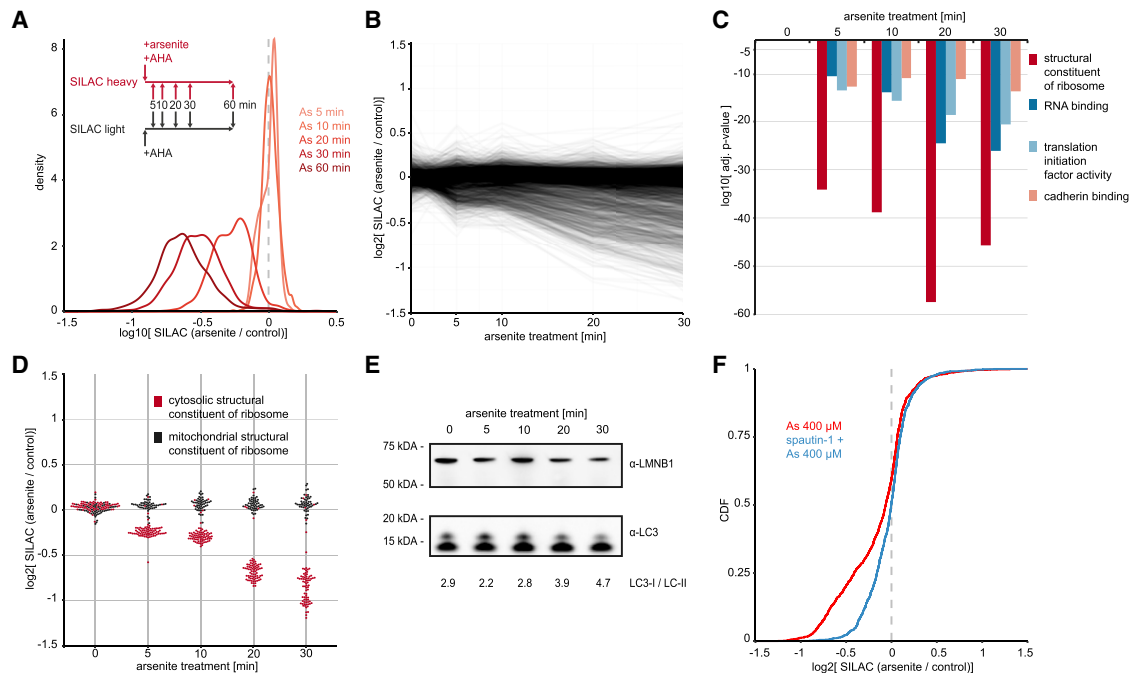 A
8
6
4
2
0
density
+arsenite
+AHA
SILAC heavy
5 10 20 30 60 min
SILAC light
+AHA
As 5 min
As 10 min
As 20 min
As 30 min
As 60 min
-1.5 -1.0 -0.5 0 0.5
log10[ SILAC (arsenite / control)]
B
1.5
1
0.5
0
-0.5
-1
-1.5
log2[ SILAC (arsenite / control)]
0 5 10 20 30
arsenite treatment [min]
C
arsenite treatment [min]
0 5 10 20 30
-5
-10
-20
-30
-40
-50
-60
log10[ adj. p-value ]
structural
constituent
of ribosome
RNA binding
translation
initiation
factor activity
cadherin binding
D
1.5
1
0.5
0
-0.5
-1
-1.5
log2[ SILAC (arsenite / control)]
cytosolic structural
constituent of ribosome
mitochondrial structural
constituent of ribosome
0 5 10 20 30
arsenite treatment [min]
E
arsenite treatment [min]
0 5 10 20 30
75 kDA -
50 kDA -
α-LMNB1
20 kDA -
15 kDA -
α-LC3
2.9 2.2 2.8 3.9 4.7 LC3-I / LC-II
F
1
0.75
0.5
0.25
0
CDF
As 400 µM
spautin-1 +
As 400 µM
-1.5 -1 -0.5 0 0.5 1 1.5
log2[ SILAC (arsenite / control)]